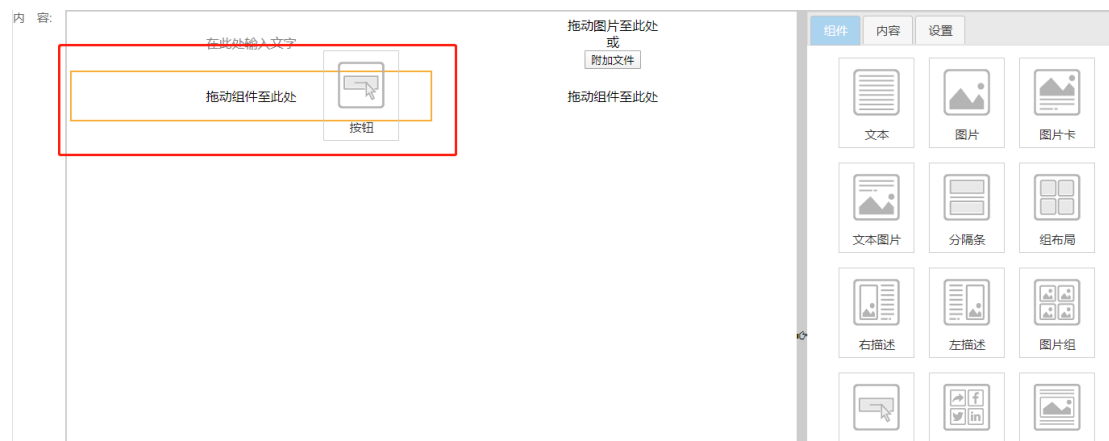 内 容:
在此处输入文字
拖动组件至此处
按钮
拖动图片至此处
或
附加文件
拖动组件至此处
组件 内容 设置
文本 图片 图片卡
文本图片 分隔条 组布局
右描述 左描述 图片组